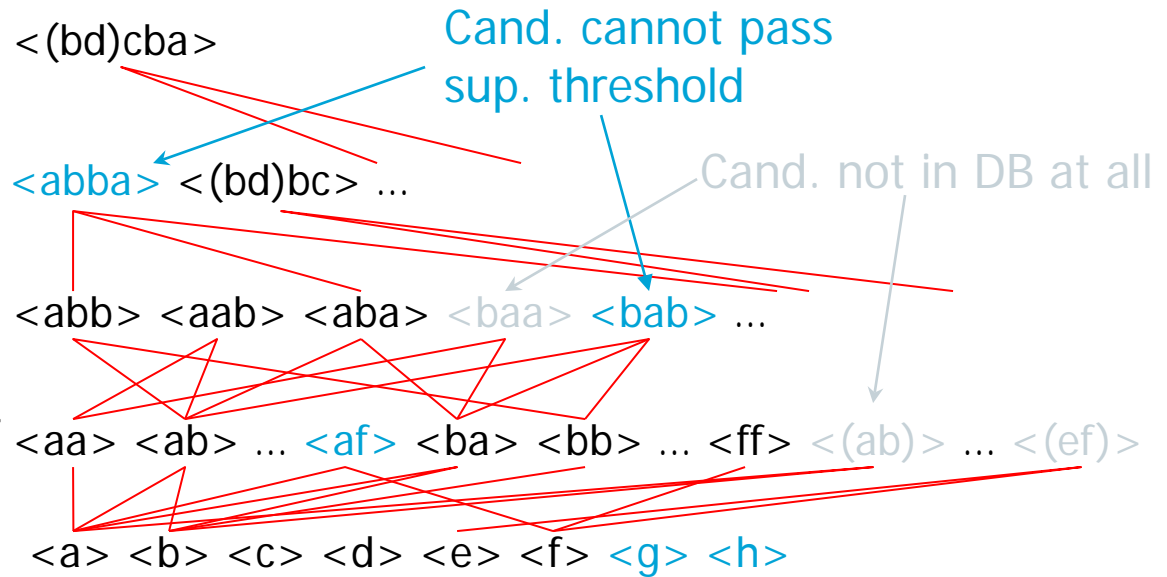 <(bd)cba>
Cand. cannot pass
sup. threshold
<abba> <(bd)bc> ...
Cand. not in DB at all
<abb> <aab> <aba> <baa> <bab> ...
<aa> <ab> ... <af> <ba> <bb> ... <ff> <(ab)> ... <(ef)>
<a> <b> <c> <d> <e> <f> <g> <h>